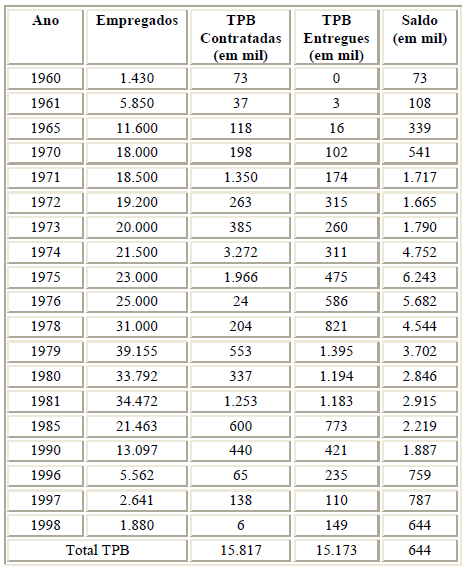 Ano Empregados TPB Contratadas (em mil) TPB Entregues (em mil) Saldo (em mil)
1960 1.430 73 0 73
1961 5.850 37 3 108
1965 11.600 118 16 339
1970 18.000 198 102 541
1971 18.500 1.350 174 1.717
1972 19.200 263 315 1.665
1973 20.000 385 260 1.790
1974 21.500 3.272 311 4.752
1975 23.000 1.966 475 6.243
1976 25.000 24 586 5.682
1978 31.000 204 821 4.544
1979 39.155 553 1.395 3.702
1980 33.792 337 1.194 2.846
1981 34.472 1.253 1.183 2.915
1985 21.463 600 773 2.219
1990 13.097 440 421 1.887
1996 5.562 65 235 759
1997 2.641 138 110 787
1998 1.880 6 149 644
Total TPB 15.817 15.173 644